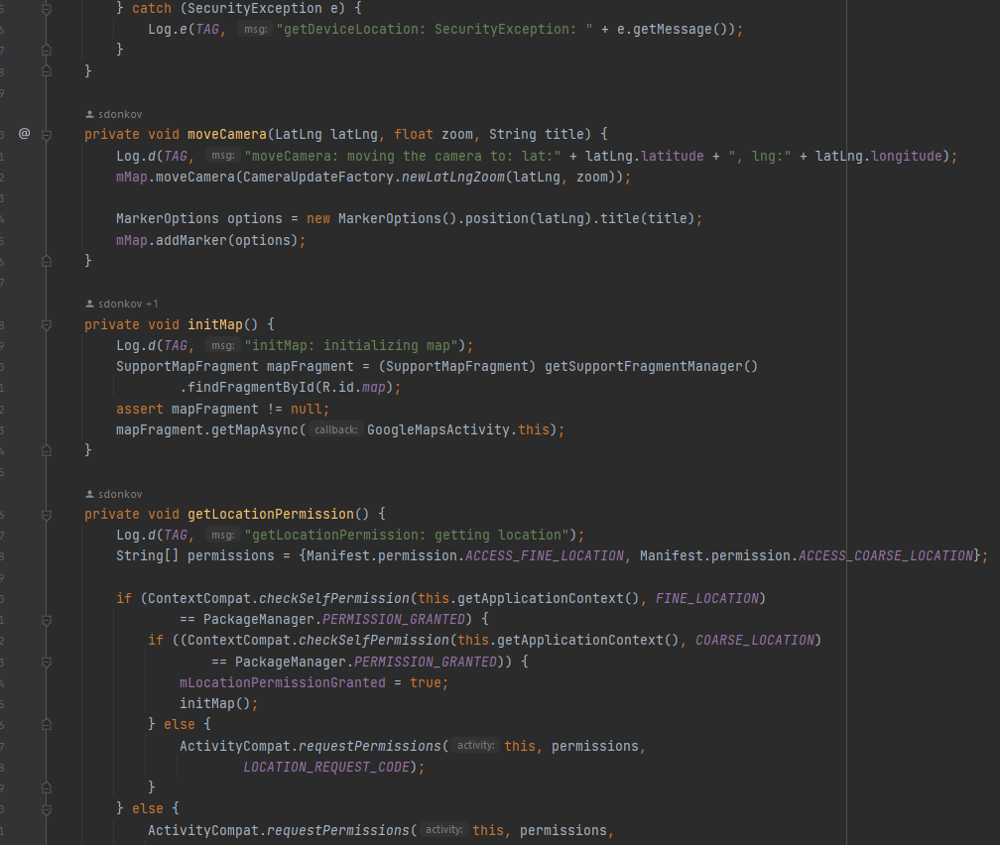 } catch (SecurityException e) {
Log.e(TAG, msg: "getDeviceLocation: SecurityException: " + e.getMessage());
}
}
sdonkov
@ private void moveCamera(LatLng latLng, float zoom, String title) {
Log.d(TAG, msg: "moveCamera: moving the camera to: lat:" + latLng.latitude + ", lng:" + latLng.longitude);
mMap.moveCamera(CameraUpdateFactory.newLatLngZoom(latLng, zoom));
MarkerOptions options = new MarkerOptions().position(latLng).title(title);
mMap.addMarker(options);
}
sdonkov +1
private void initMap() {
Log.d(TAG, msg: "initMap: initializing map");
SupportMapFragment mapFragment = (SupportMapFragment) getSupportFragmentManager()
.findFragmentById(R.id.map);
assert mapFragment != null;
mapFragment.getMapAsync( callback: GoogleMapsActivity.this);
}
sdonkov
private void getLocationPermission() {
Log.d(TAG, msg: "getLocationPermission: getting location");
String[] permissions = {Manifest.permission.ACCESS_FINE_LOCATION, Manifest.permission.ACCESS_COARSE_LOCATION};
if (ContextCompat.checkSelfPermission(this.getApplicationContext(), FINE_LOCATION)
== PackageManager.PERMISSION_GRANTED) {
if ((ContextCompat.checkSelfPermission(this.getApplicationContext(), COARSE_LOCATION)
== PackageManager.PERMISSION_GRANTED)) {
mLocationPermissionGranted = true;
initMap();
} else {
ActivityCompat.requestPermissions( activity: this, permissions,
LOCATION_REQUEST_CODE);
}
} else {
ActivityCompat.requestPermissions( activity: this, permissions,